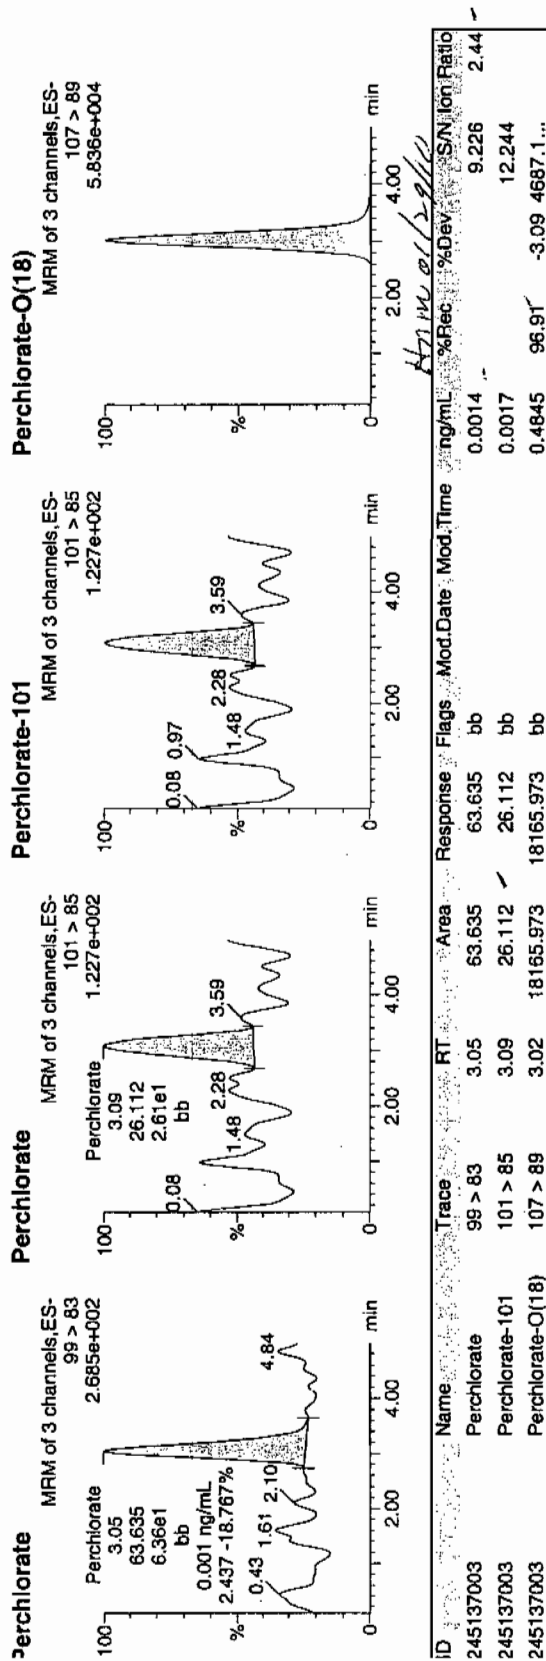 Perchlorate
MRM of 3 channels,ES-
99 > 83
2.685e+002
100
Perchlorate
3.05
63.635
6.36e1
bb
0.001 ng/mL
2.437 -18.767%
%
0.43
1.61
2.10
4.84
0
2.00
4.00
min
Perchlorate
MRM of 3 channels,ES-
101 > 85
1.227e+002
100
Perchlorate
3.09
26.112
2.61e1
bb
0.08
1.48
2.28
3.59
%
0
2.00
4.00
min
Perchlorate-101
MRM of 3 channels,ES-
101 > 85
1.227e+002
100
0.08
0.97
1.48
2.28
3.59
%
0
2.00
4.00
min
Perchlorate-O(18)
MRM of 3 channels,ES-
107 > 89
5.836e+004
100
%
0
2.00
4.00
min
01/29/10
ID Name Trace RT Area Response Flags Mod.Date Mod.Time ng/mL %Rec %Dev S/N Ion Ratio
245137003 Perchlorate 99 > 83 3.05 63.635 63.635 bb 0.0014 9.226 2.44
245137003 Perchlorate-101 101 > 85 3.09 26.112 26.112 bb 0.0017 12.244
245137003 Perchlorate-O(18) 107 > 89 3.02 18165.973 18165.973 bb 0.4845 96.91 -3.09 4687.1...